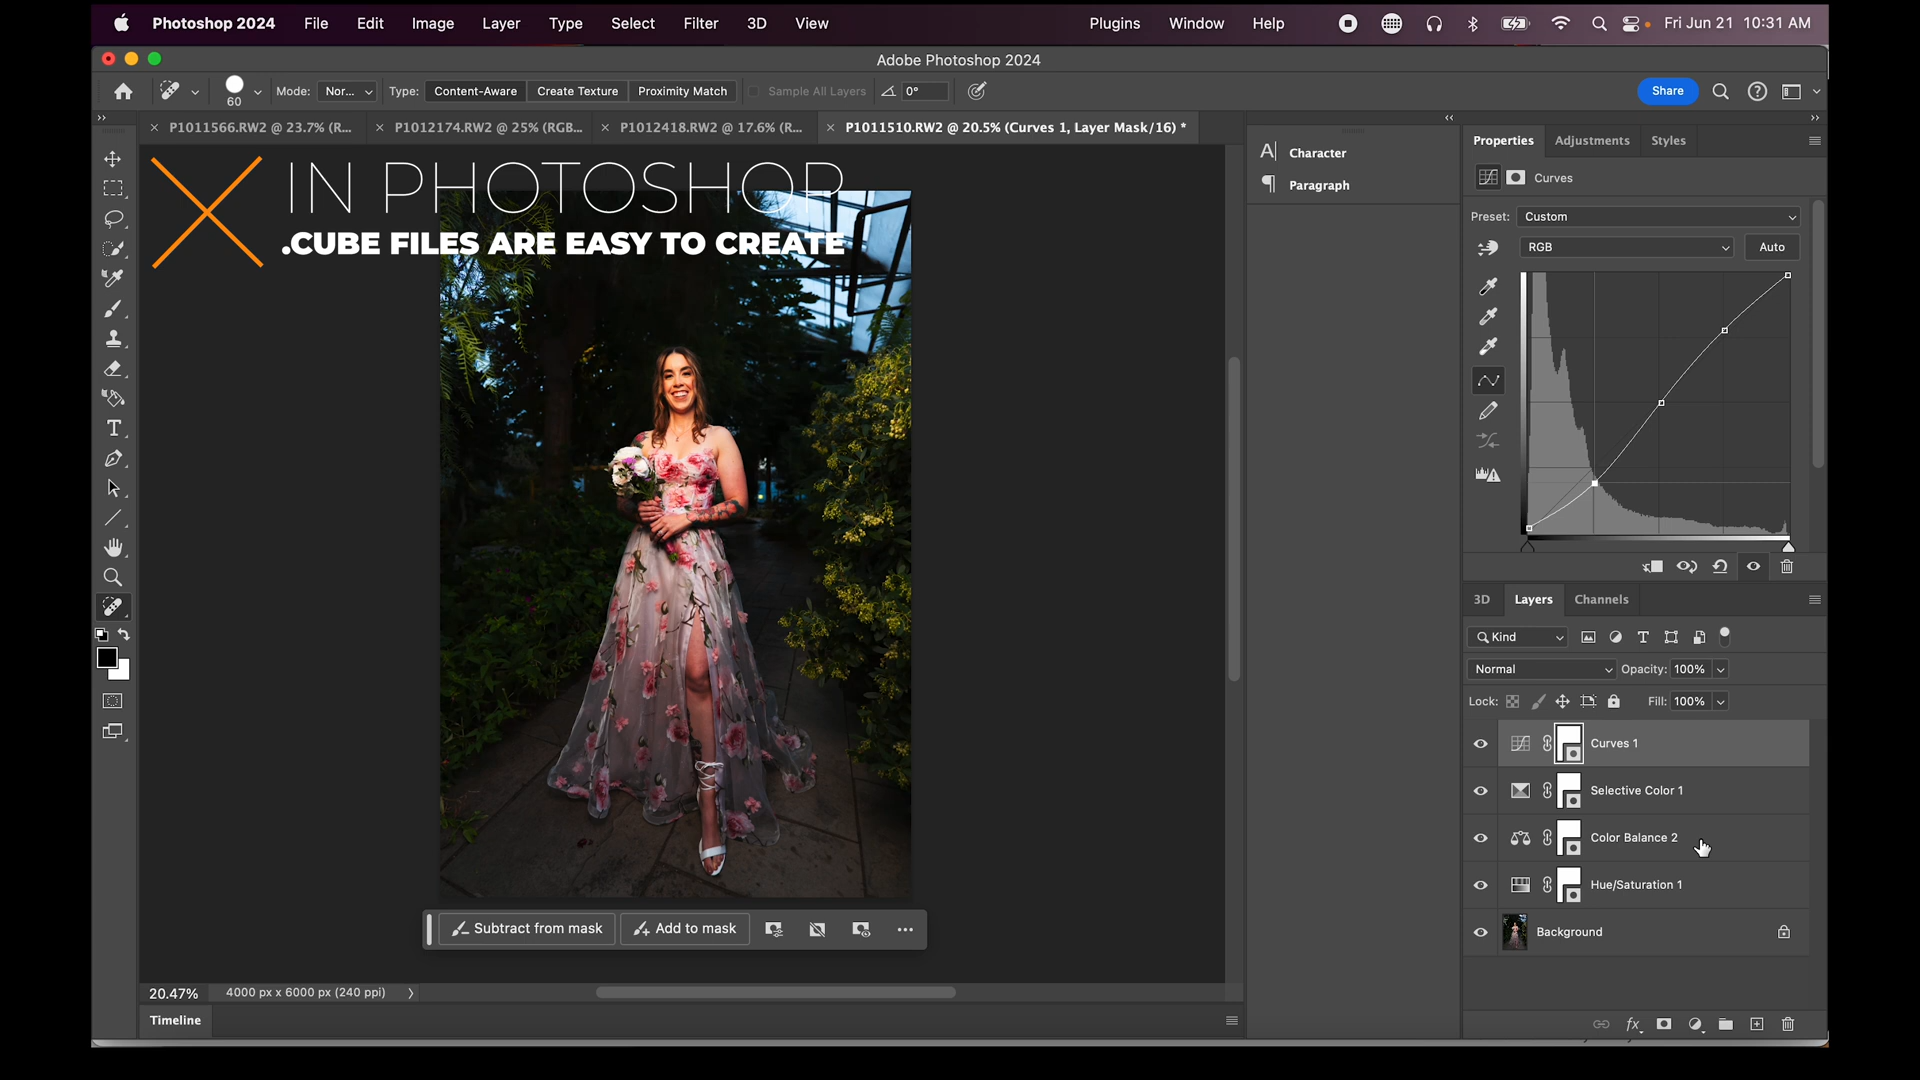 Photoshop 2024 File Edit Image Layer Type Select Filter 3D View Plugins Window Help Fri Jun 21 10:31 AM
Adobe Photoshop 2024
60 Mode: Nor... Type: Content-Aware Create Texture Proximity Match Sample All Layers 0° Share
P1011566.RW2 @ 23.7% (R... P1012174.RW2 @ 25% (RGB... P1012418.RW2 @ 17.6% (R... P1011510.RW2 @ 20.5% (Curves 1, Layer Mask/16) *
IN PHOTOSHOP
.CUBE FILES ARE EASY TO CREATE
Character
Paragraph
Properties Adjustments Styles
Curves
Preset: Custom
RGB Auto
3D Layers Channels
Kind
Normal Opacity: 100%
Lock: Fill: 100%
Curves 1
Selective Color 1
Color Balance 2
Hue/Saturation 1
Background
fx
Subtract from mask Add to mask
20.47% 4000 px x 6000 px (240 ppi)
Timeline